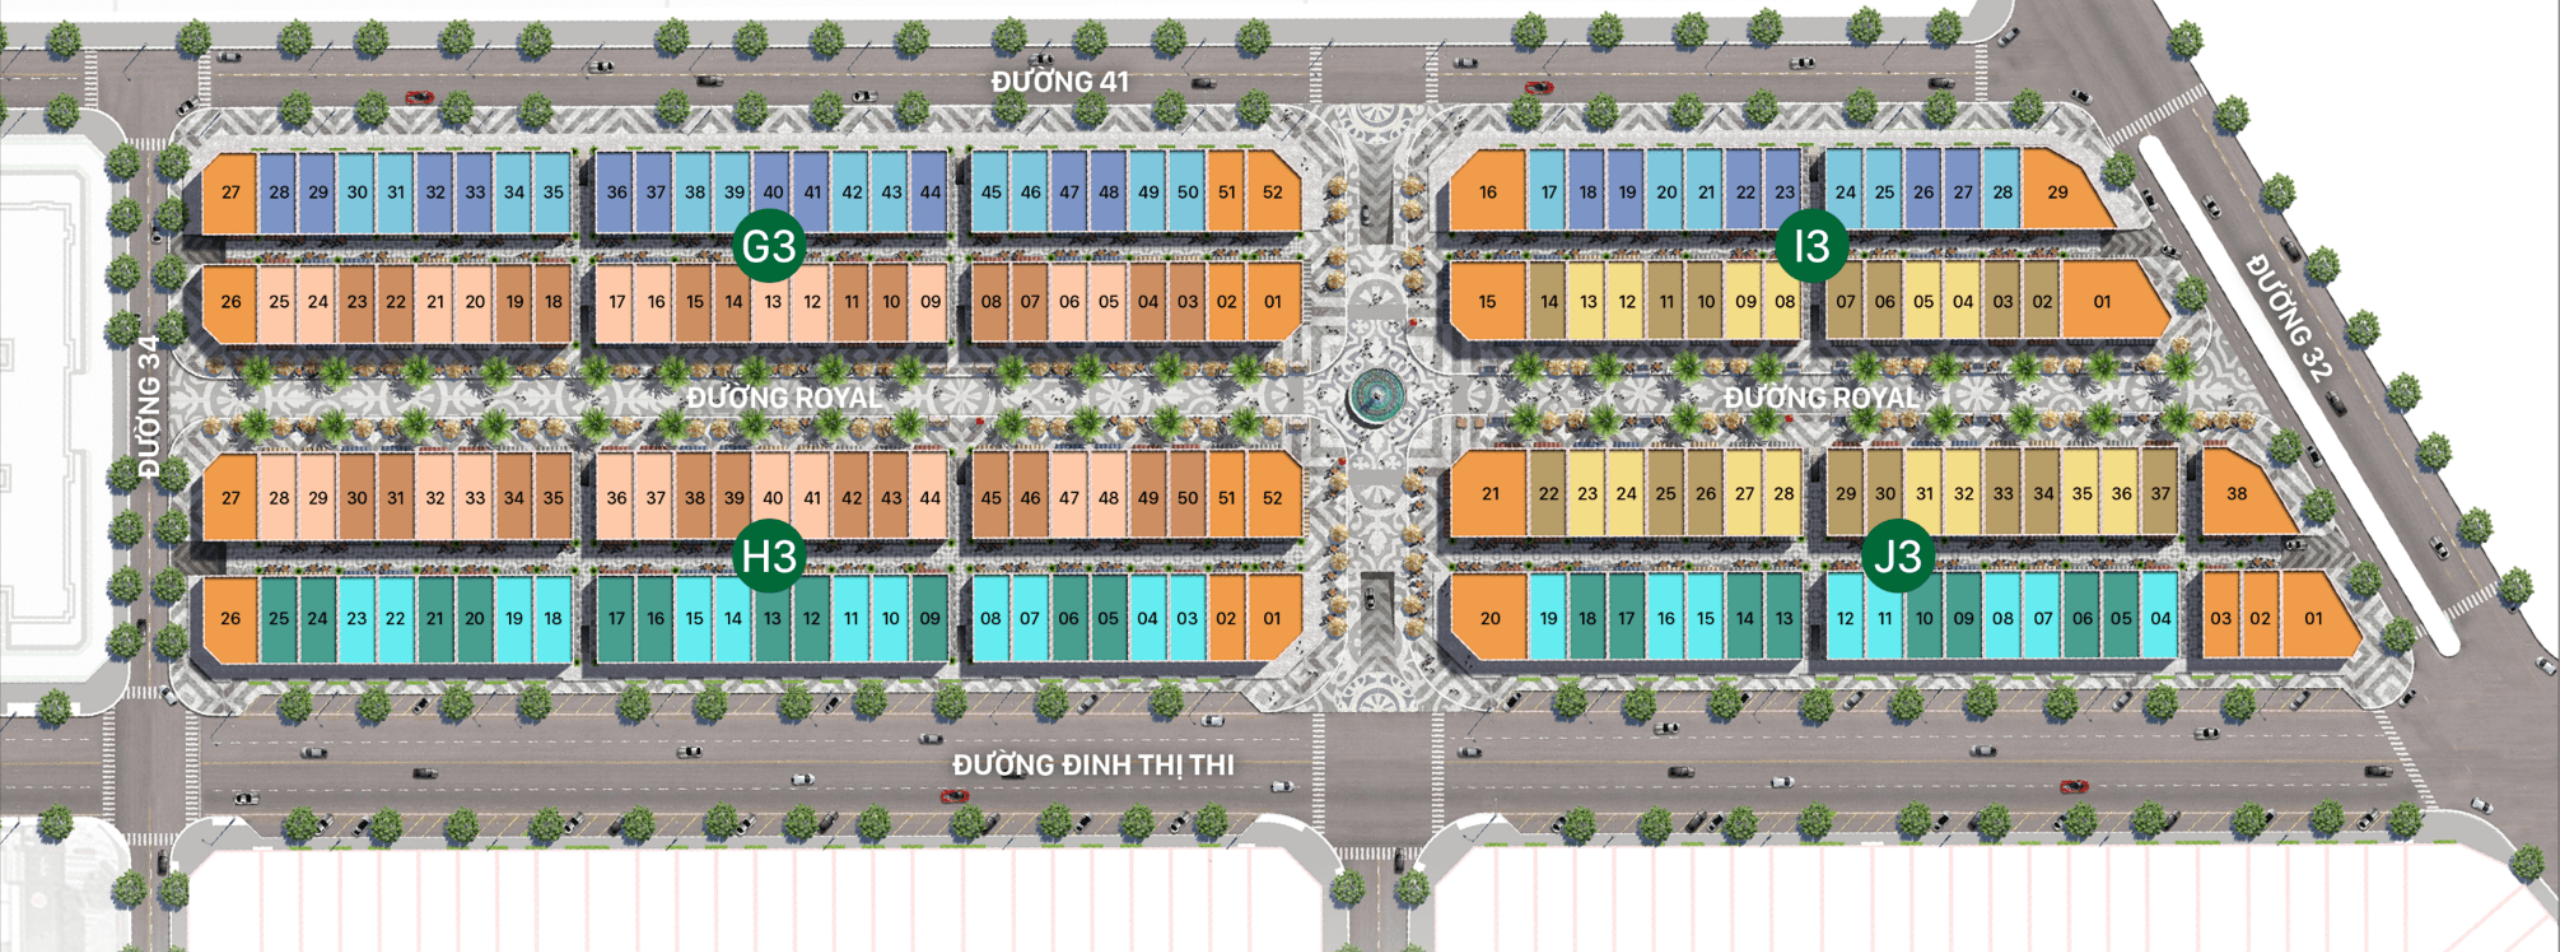 ĐƯỜNG 41
27 28 29 30 31 32 33 34 35 36 37 38 39 40 41 42 43 44 45 46 47 48 49 50 51 52
16 17 18 19 20 21 22 23 24 25 26 27 28 29
G3
I3
26 25 24 23 22 21 20 19 18 17 16 15 14 13 12 11 10 09 08 07 06 05 04 03 02 01
15 14 13 12 11 10 09 08 07 06 05 04 03 02 01
ĐƯỜNG 34
ĐƯỜNG ROYAL
ĐƯỜNG ROYAL
ĐƯỜNG 32
27 28 29 30 31 32 33 34 35 36 37 38 39 40 41 42 43 44 45 46 47 48 49 50 51 52
21 22 23 24 25 26 27 28 29 30 31 32 33 34 35 36 37 38
H3
J3
26 25 24 23 22 21 20 19 18 17 16 15 14 13 12 11 10 09 08 07 06 05 04 03 02 01
20 19 18 17 16 15 14 13 12 11 10 09 08 07 06 05 04 03 02 01
ĐƯỜNG ĐINH THỊ THI